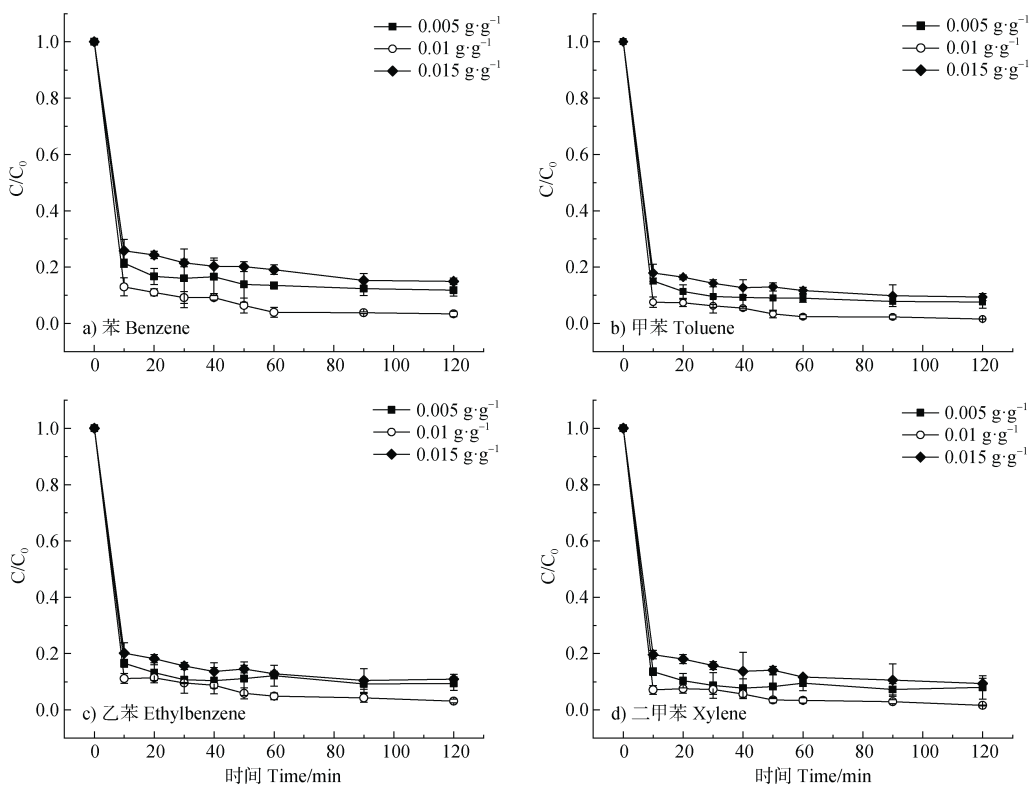 0.005 g·g⁻¹
0.01 g·g⁻¹
0.015 g·g⁻¹
1.0
0.8
0.6
0.4
0.2
0.0
C/C₀
a) 苯 Benzene
0 20 40 60 80 100 120
0.005 g·g⁻¹
0.01 g·g⁻¹
0.015 g·g⁻¹
1.0
0.8
0.6
0.4
0.2
0.0
C/C₀
b) 甲苯 Toluene
0 20 40 60 80 100 120
0.005 g·g⁻¹
0.01 g·g⁻¹
0.015 g·g⁻¹
1.0
0.8
0.6
0.4
0.2
0.0
C/C₀
c) 乙苯 Ethylbenzene
0 20 40 60 80 100 120
时间 Time/min
0.005 g·g⁻¹
0.01 g·g⁻¹
0.015 g·g⁻¹
1.0
0.8
0.6
0.4
0.2
0.0
C/C₀
d) 二甲苯 Xylene
0 20 40 60 80 100 120
时间 Time/min